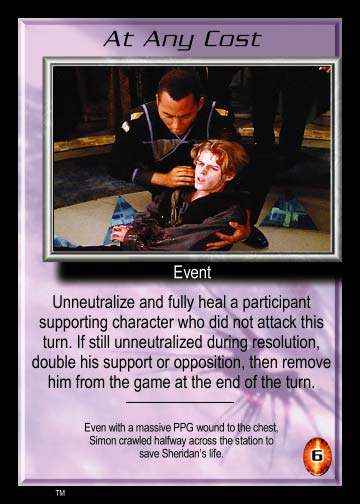 At Any Cost
Event
Unneutralize and fully heal a participant
supporting character who did not attack this
turn. If still unneutralized during resolution,
double his support or opposition, then remove
him from the game at the end of the turn.
Even with a massive PPG wound to the chest,
Simon crawled halfway across the station to
save Sheridan's life.
6
TM